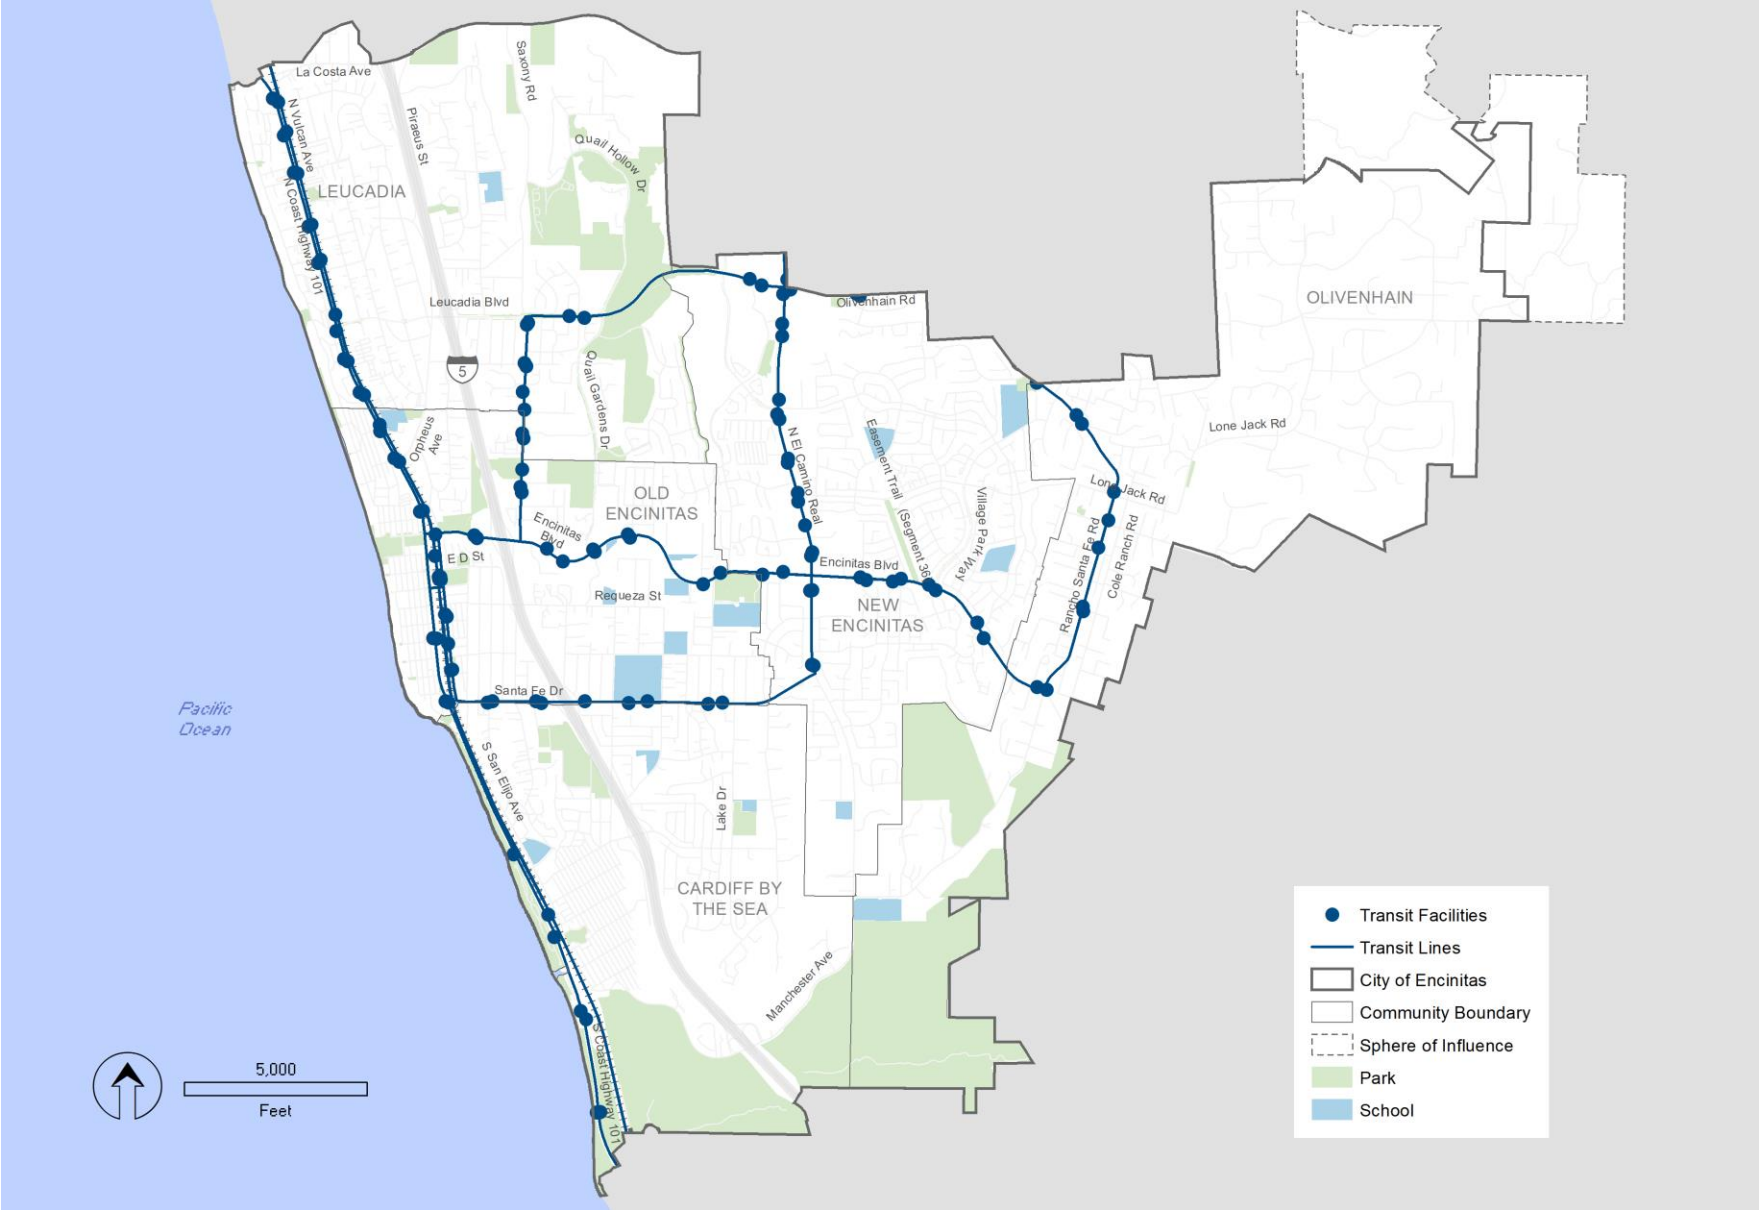 La Costa Ave
Saxony Rd
N Vulcan Ave
Piraeus St
Quail Hollow Dr
LEUCADIA
N Coast Highway 101
Leucadia Blvd
Olivenhain Rd
OLIVENHAIN
5
Quail Gardens Dr
Orpheus
Ave
Lone Jack Rd
N El Camino Real
Easement Trail (Segment 36)
Village Park Way
Lone Jack Rd
OLD
ENCINITAS
Encinitas
Blvd
Rancho Santa Fe Rd
Cole Ranch Rd
E D St
Encinitas Blvd
Requeza St
NEW
ENCINITAS
Santa Fe Dr
Pacific
Ocean
S San Elijo Ave
Lake Dr
CARDIFF BY
THE SEA
Manchester Ave
S Coast Highway 101
5,000
Feet
Transit Facilities
Transit Lines
City of Encinitas
Community Boundary
Sphere of Influence
Park
School